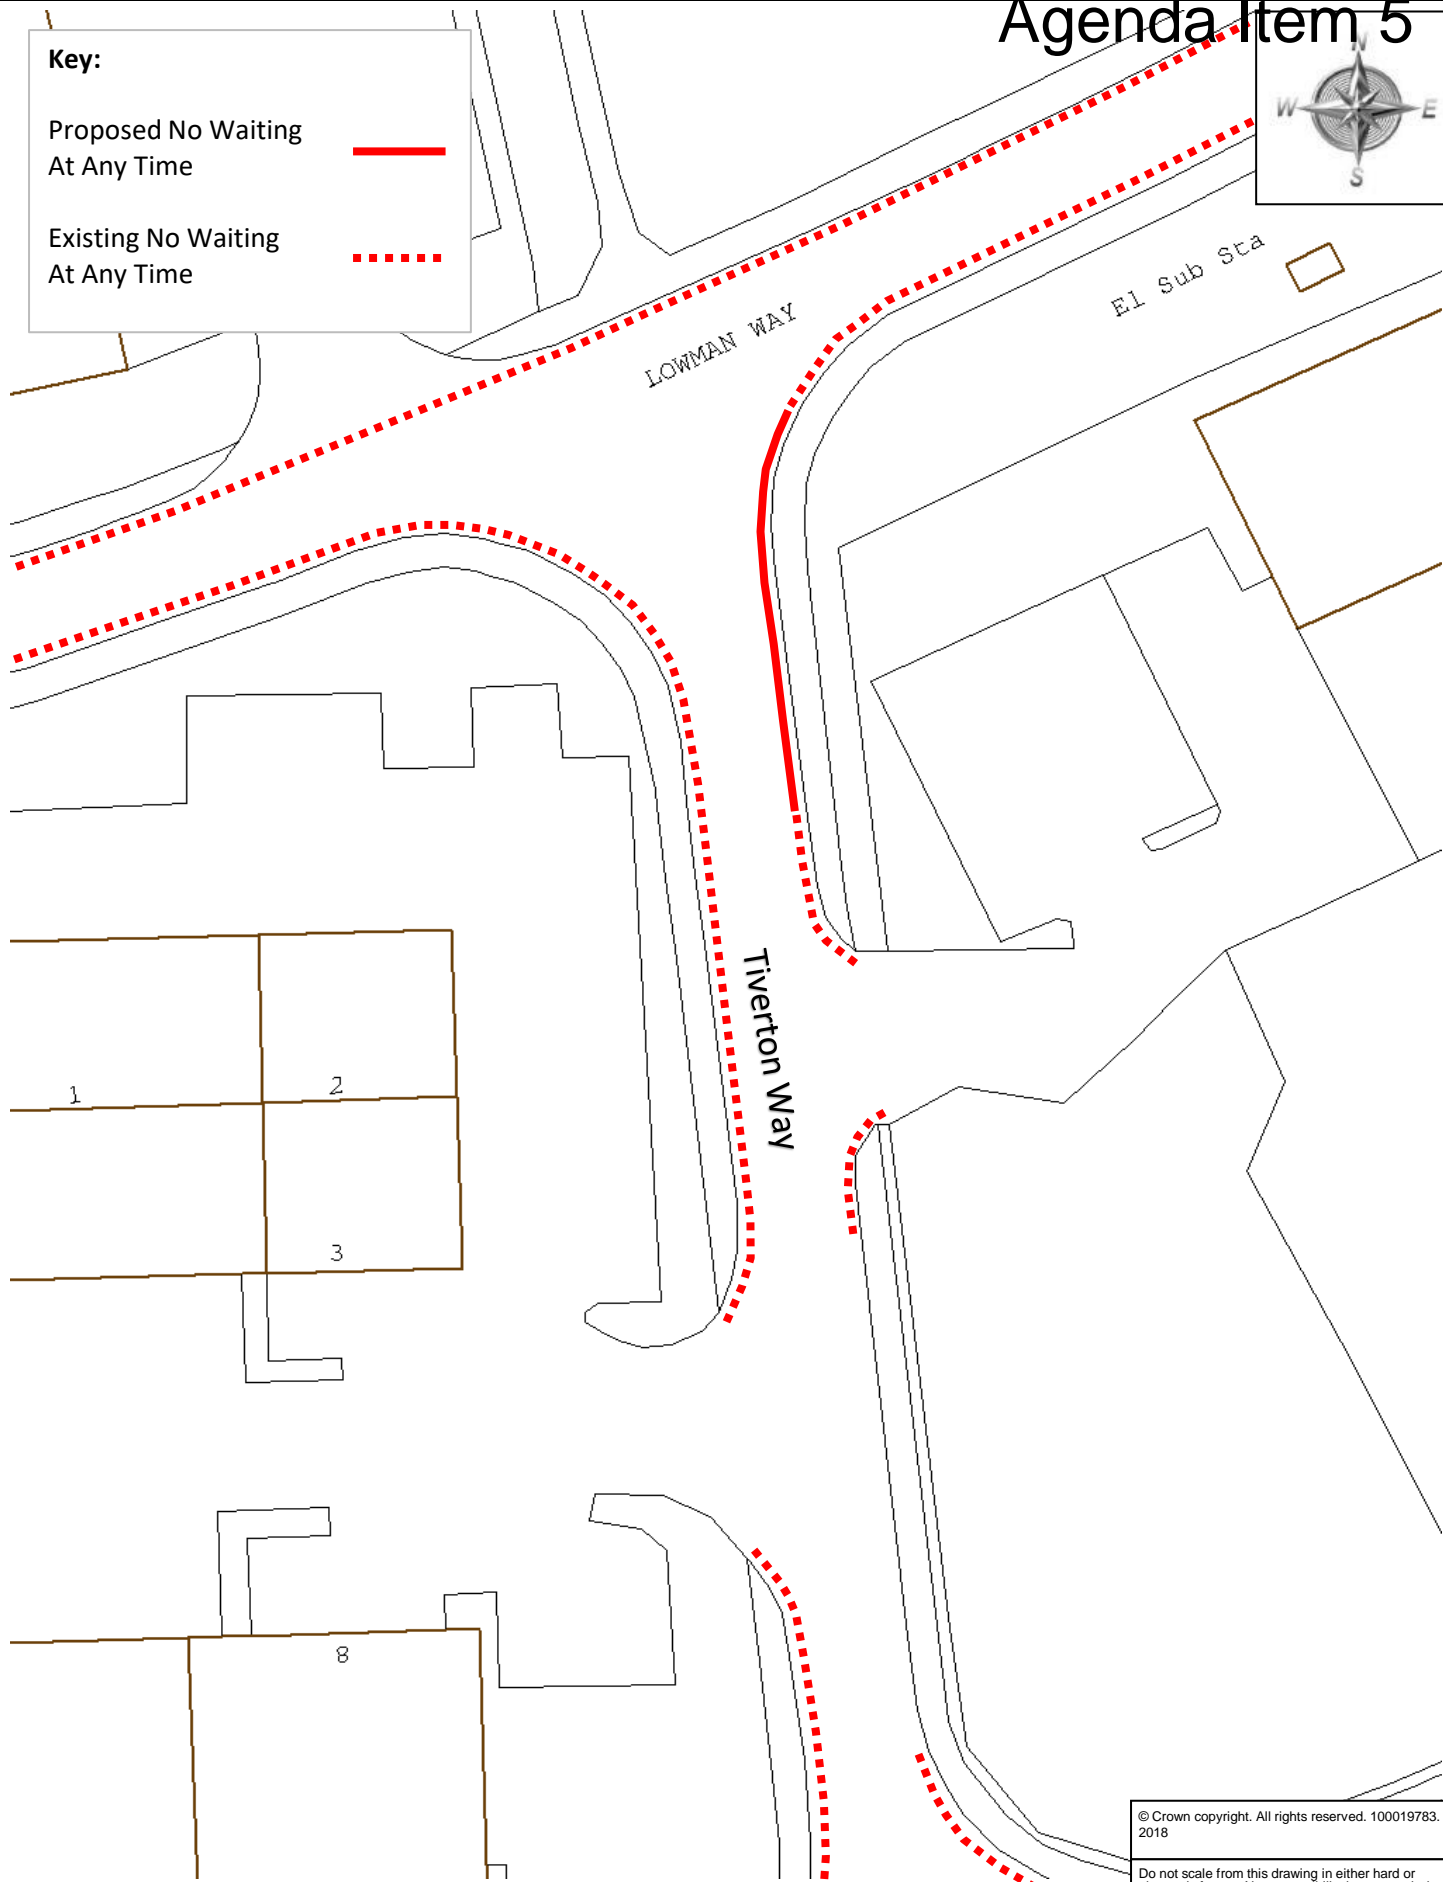 Agenda Item 5
Key:
Proposed No Waiting
At Any Time
Existing No Waiting
At Any Time
N
W
E
S
El Sub Sta
LOWMAN WAY
Tiverton Way
1
2
3
8
© Crown copyright. All rights reserved. 100019783.
2018
Do not scale from this drawing in either hard or